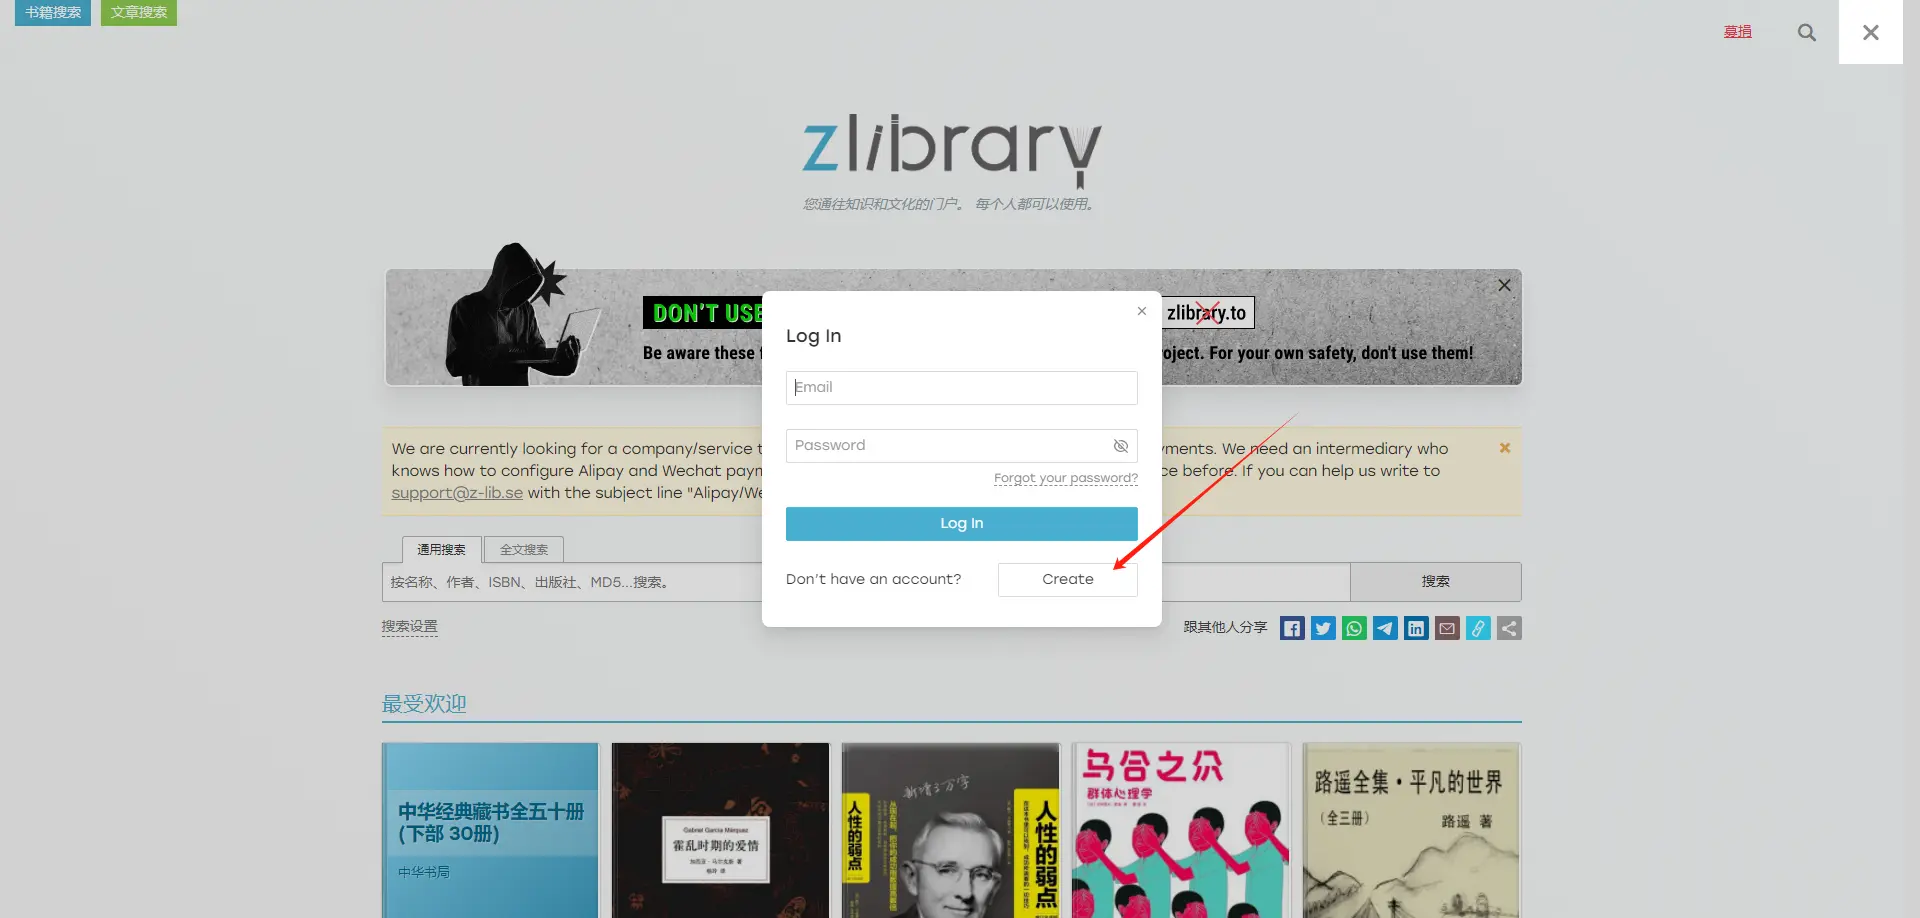 书籍搜索 文章搜索
募捐
zlibrary
您通往知识和文化的门户。 每个人都可以使用。
DON'T USE
zlibrary.to
Be aware these
oject. For your own safety, don't use them!
Log In
Email
Password
Forgot your password?
Log In
Don't have an account? Create
We are currently looking for a company/service
yments. We need an intermediary who
knows how to configure Alipay and Wechat paym
ce before. If you can help us write to
support@z-lib.se with the subject line "Alipay/We
通用搜索 全文搜索
按名称、作者、ISBN、出版社、MD5...搜索。 搜索
搜索设置
跟其他人分享
最受欢迎
中华经典藏书全五十册
(下部 30册)
中华书局
Gabriel García Márquez
霍乱时期的爱情
人性的弱点
人性的弱点
乌合之众
群体心理学
路遥全集·平凡的世界
(全三册)
路遥 著